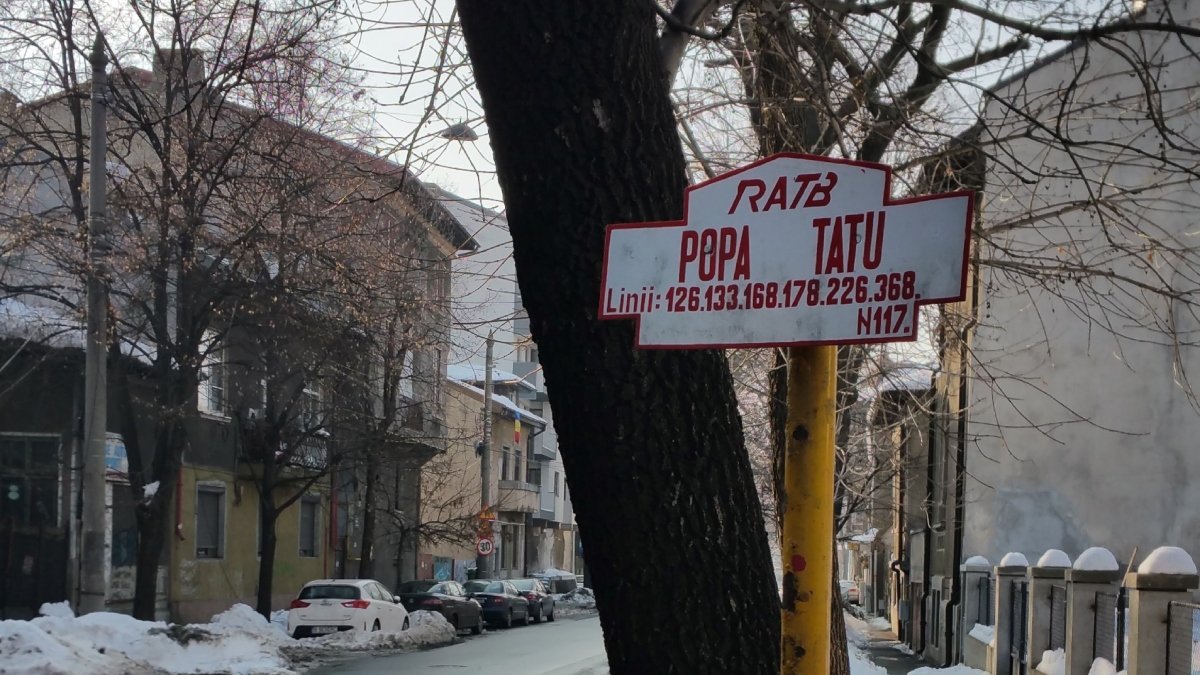 RATB
POPA TATU
Linii: 126.133.168.178.226.368.
N117.
30